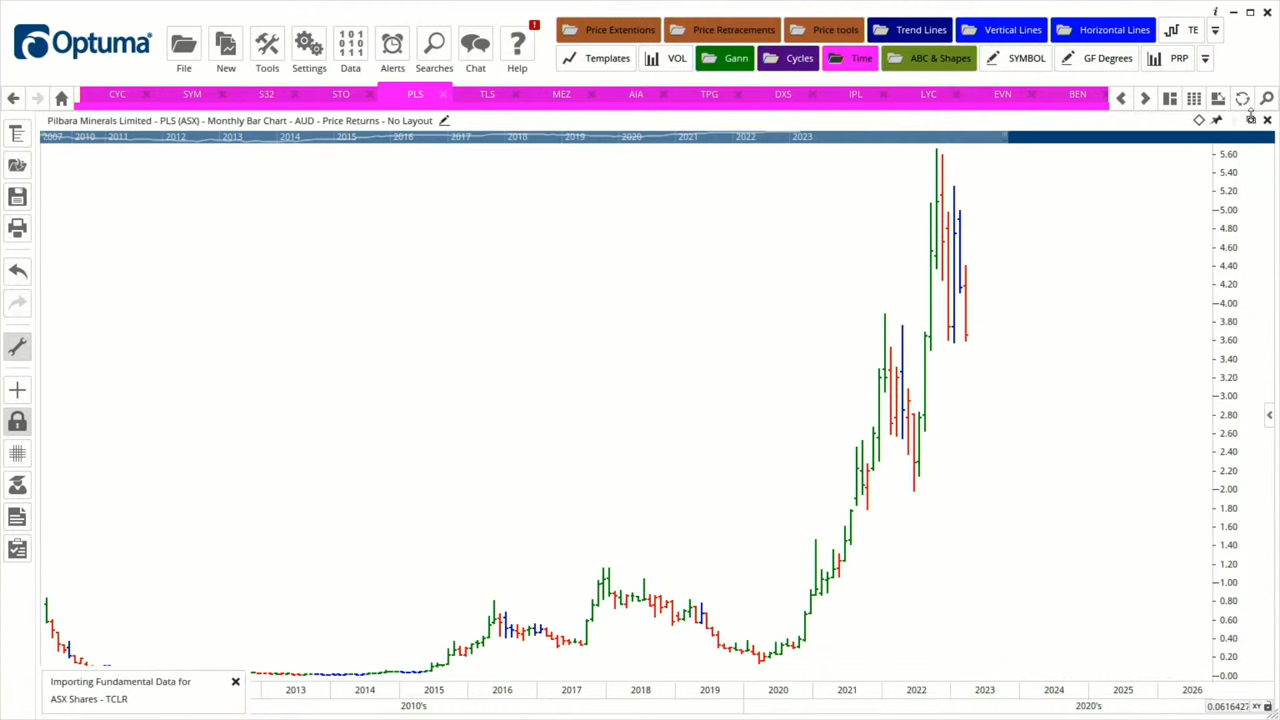 Optuma®
File
New
Tools
Settings
Data
Alerts
Searches
Chat
Help
Price Extentions
Price Retracements
Price tools
Trend Lines
Vertical Lines
Horizontal Lines
TE
Templates
VOL
Gann
Cycles
Time
ABC & Shapes
SYMBOL
GF Degrees
PRP
CYC
SYM
S32
STO
PLS
TLS
MEZ
AIA
TPG
DXS
IPL
LYC
EVN
BEN
Pilbara Minerals Limited - PLS (ASX) - Monthly Bar Chart - AUD - Price Returns - No Layout
2007 2010 2011 2012 2013 2014 2015 2016 2017 2018 2019 2020 2021 2022 2023
5.60
5.40
5.20
5.00
4.80
4.60
4.40
4.20
4.00
3.80
3.60
3.40
3.20
3.00
2.80
2.60
2.40
2.20
2.00
1.80
1.60
1.40
1.20
1.00
0.80
0.60
0.40
0.20
0.00
Importing Fundamental Data for
ASX Shares - TCLR
2013 2014 2015 2016 2017 2018 2019 2020 2021 2022 2023 2024 2025 2026
2010's 2020's
0.0616427 XY